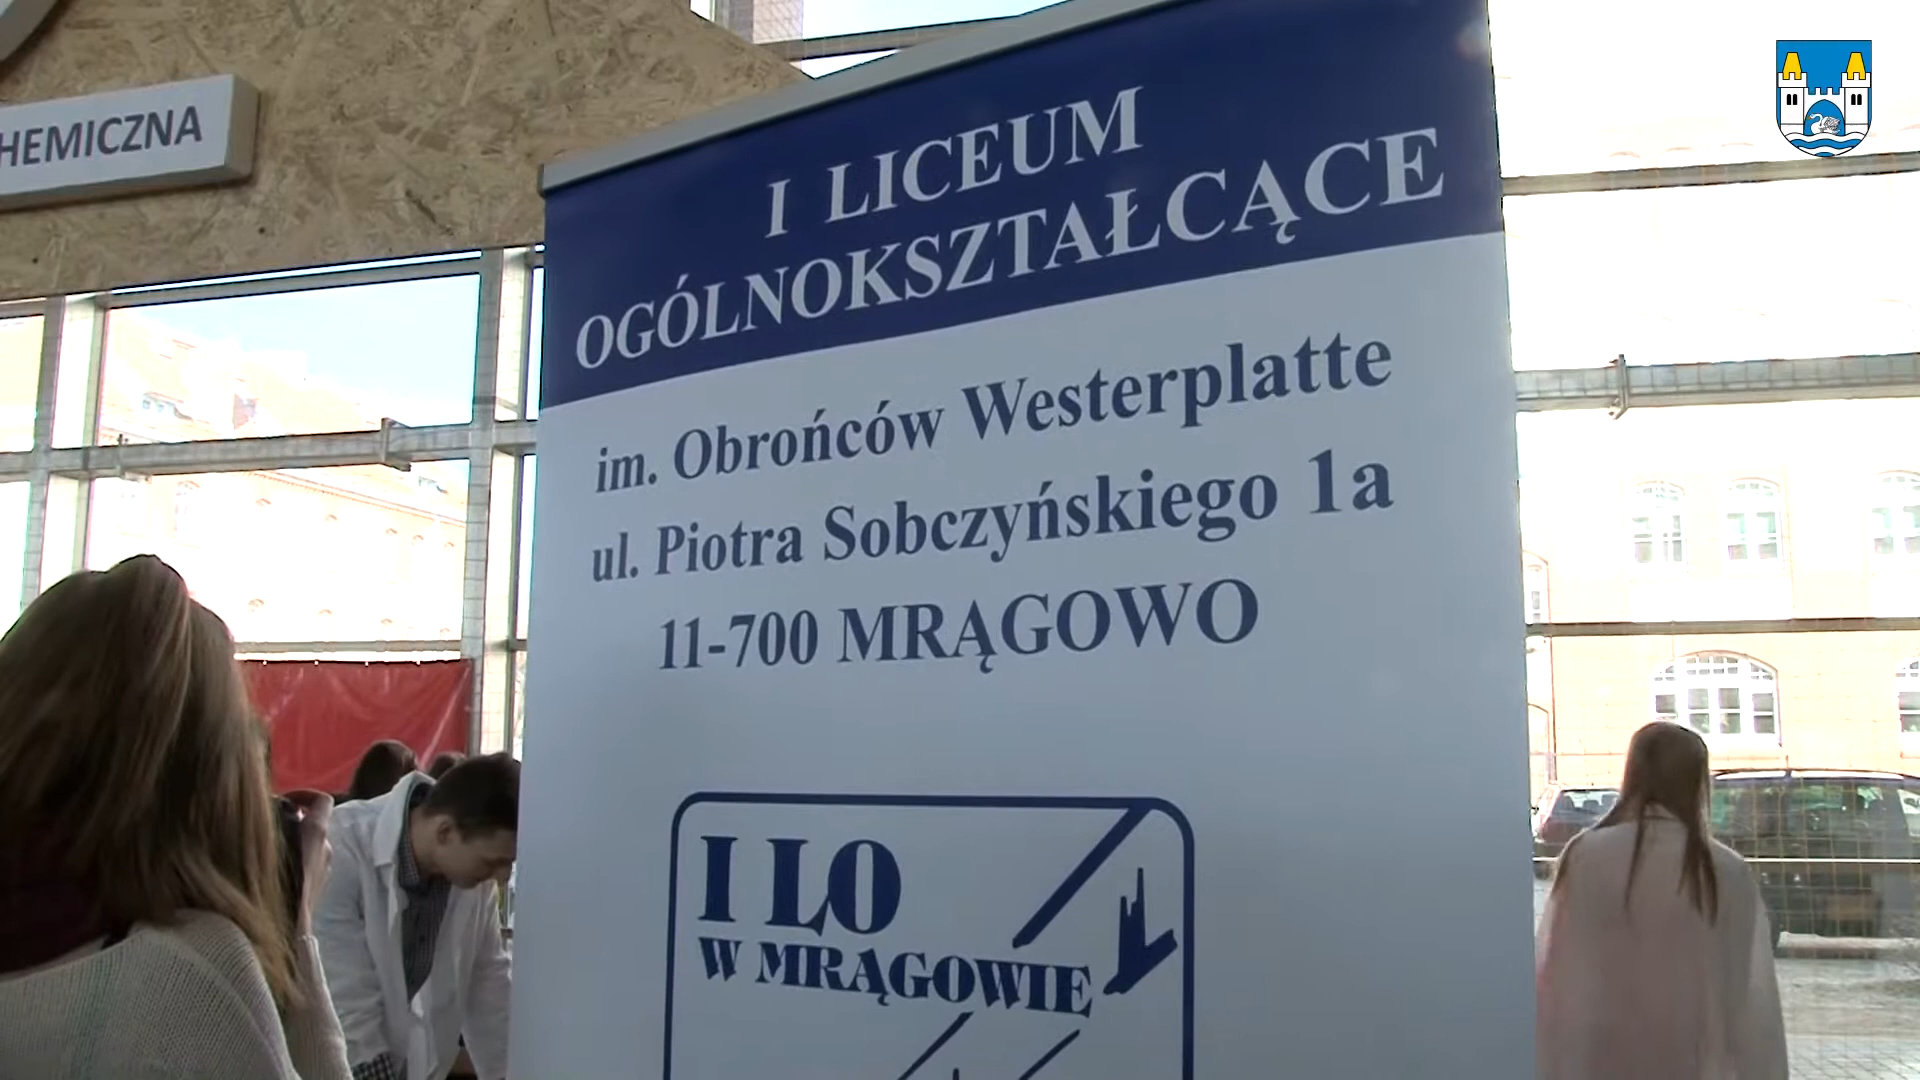 HEMICZNA
I LICEUM
OGÓLNOKSZTAŁCĄCE
im. Obrońców Westerplatte
ul. Piotra Sobczyńskiego 1a
11-700 MRĄGOWO
I LO
W MRĄGOWIE